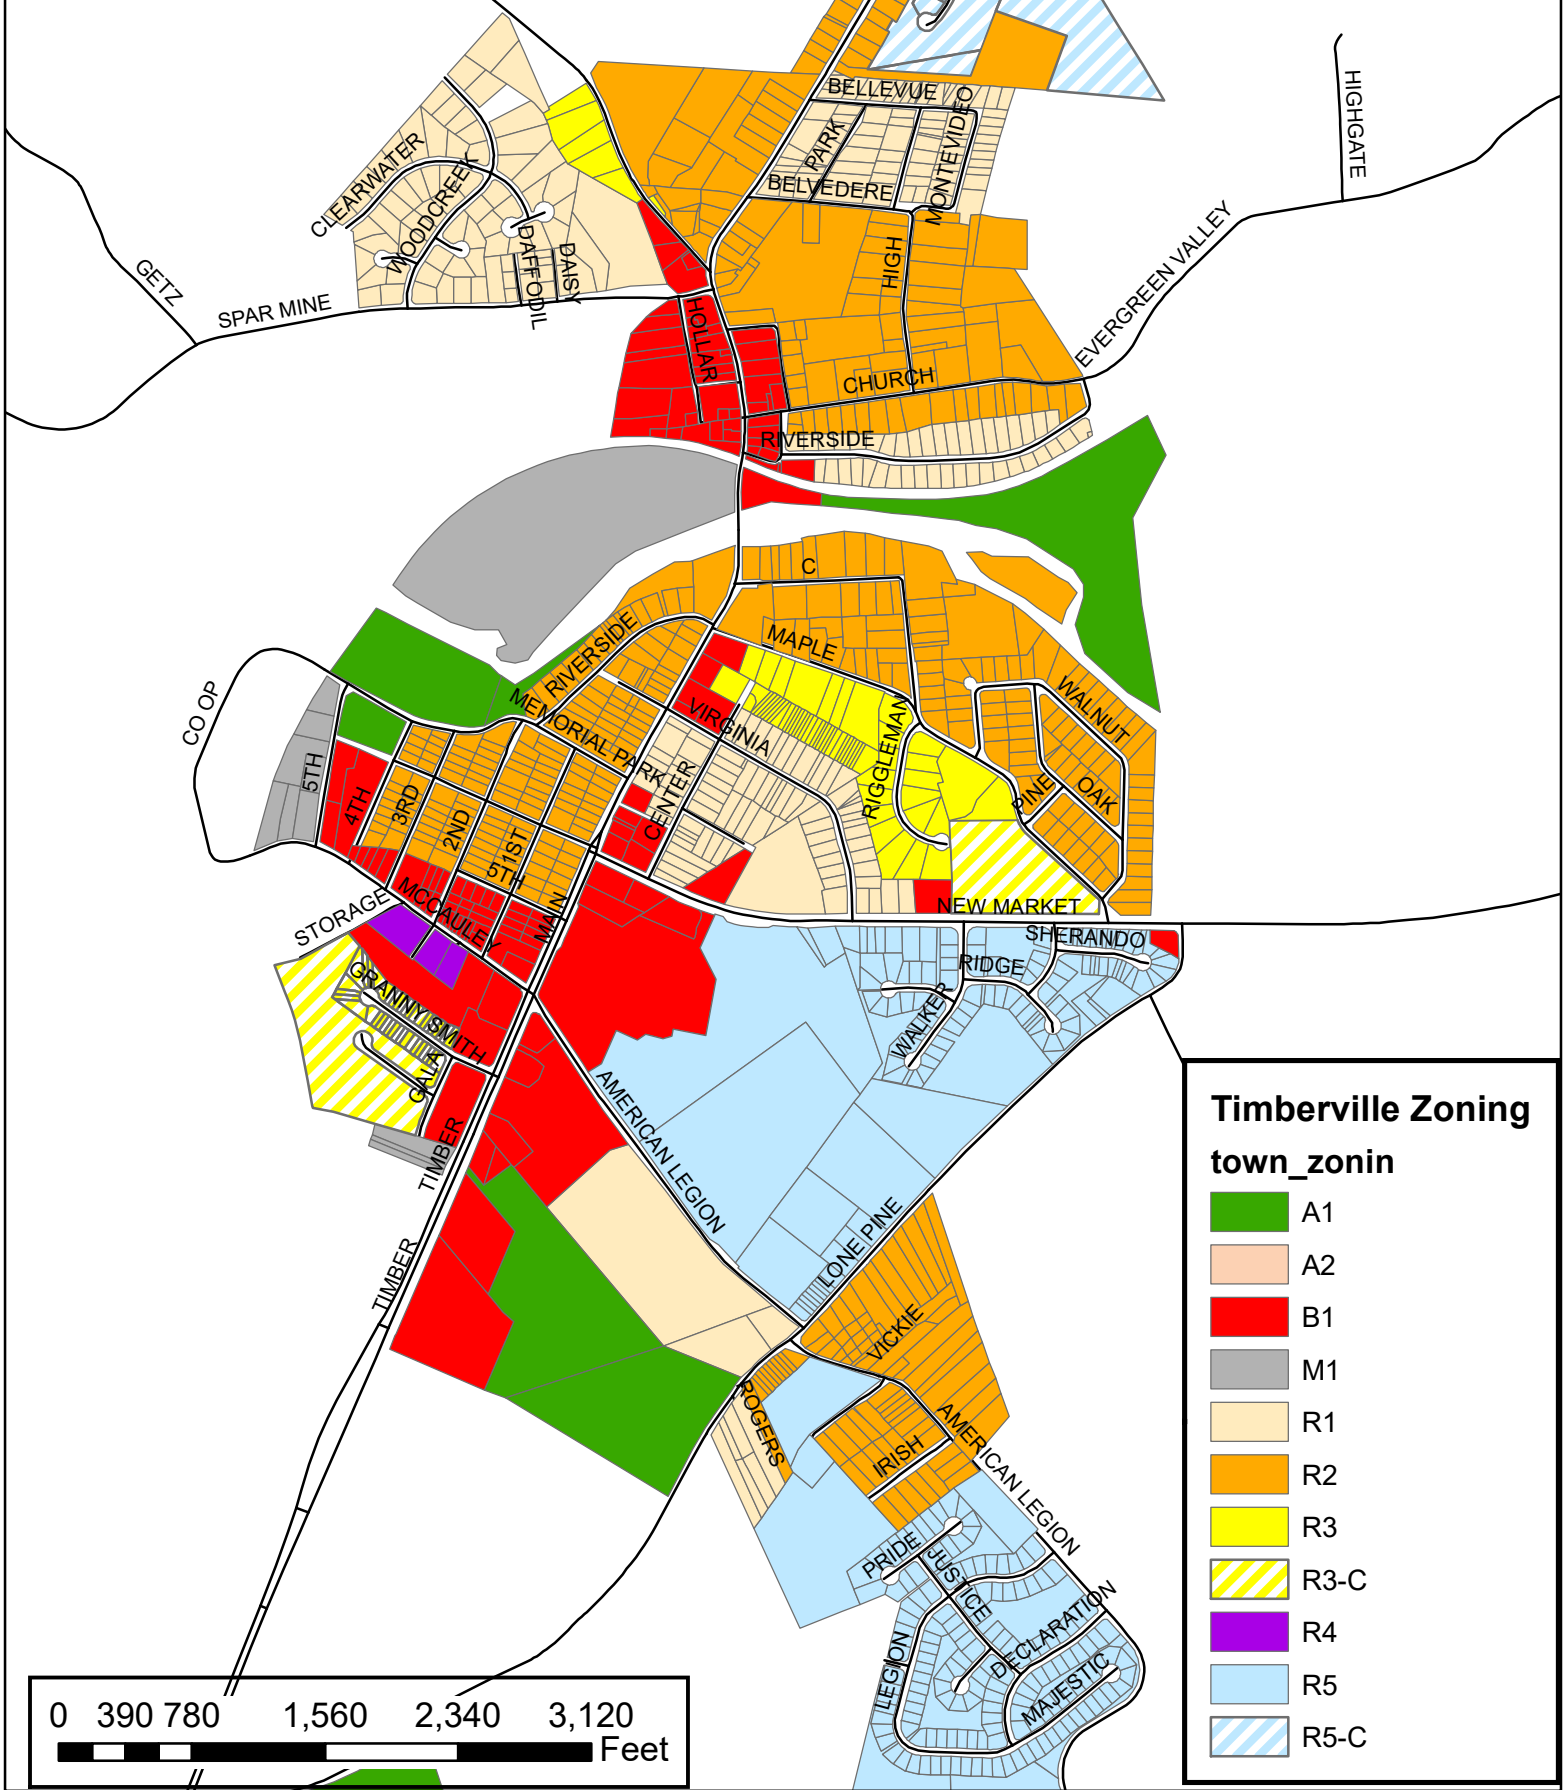 BELLEVUE
HIGHGATE
PARK
MONTEVIDEO
CLEARWATER
WOODCREEK
BELVEDERE
DAFFODIL
DAISY
HIGH
GETZ
SPAR MINE
EVERGREEN VALLEY
HOLLAR
CHURCH
RIVERSIDE
C
MAPLE
RIVERSIDE
CO OP
MEMORIAL PARK
VIRGINIA
RIGGLEMAN
WALNUT
5TH
4TH
3RD
2ND
1ST
5TH
CENTER
PINE
OAK
MAIN
STORAGE
MCCAULEY
NEW MARKET
SHERANDO
RIDGE
WALKER
GRANNY SMITH
GALA
TIMBER
AMERICAN LEGION
TIMBER
LONE PINE
VICKIE
ROGERS
IRISH
AMERICAN LEGION
PRIDE
JUSTICE
DECLARATION
LEGION
MAJESTIC
Timberville Zoning
town_zonin
A1
A2
B1
M1
R1
R2
R3
R3-C
R4
R5
R5-C
0 390 780 1,560 2,340 3,120
Feet